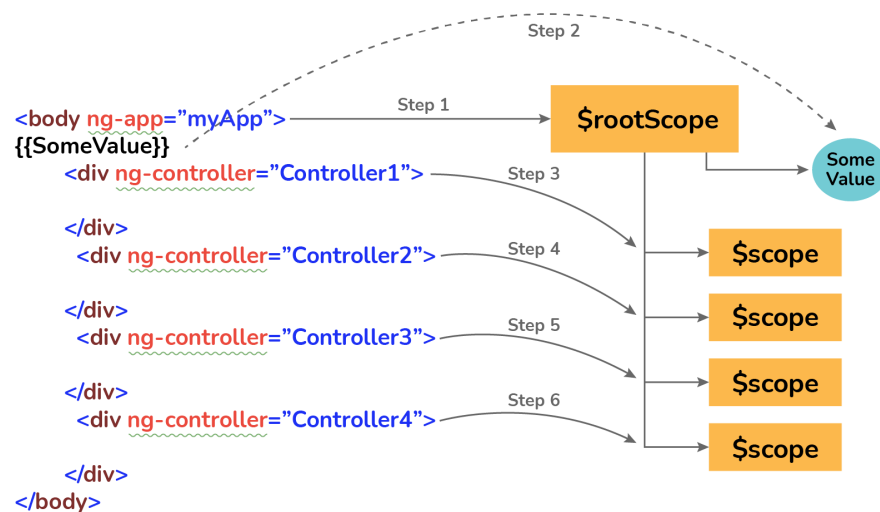 Step 2
<body ng-app=”myApp”>
Step 1
$rootScope
{{SomeValue}}
Some
Value
<div ng-controller=”Controller1”>
Step 3
</div>
<div ng-controller=”Controller2”>
Step 4
$scope
</div>
<div ng-controller=”Controller3”>
Step 5
$scope
</div>
<div ng-controller=”Controller4”>
Step 6
$scope
$scope
</div>
</body>